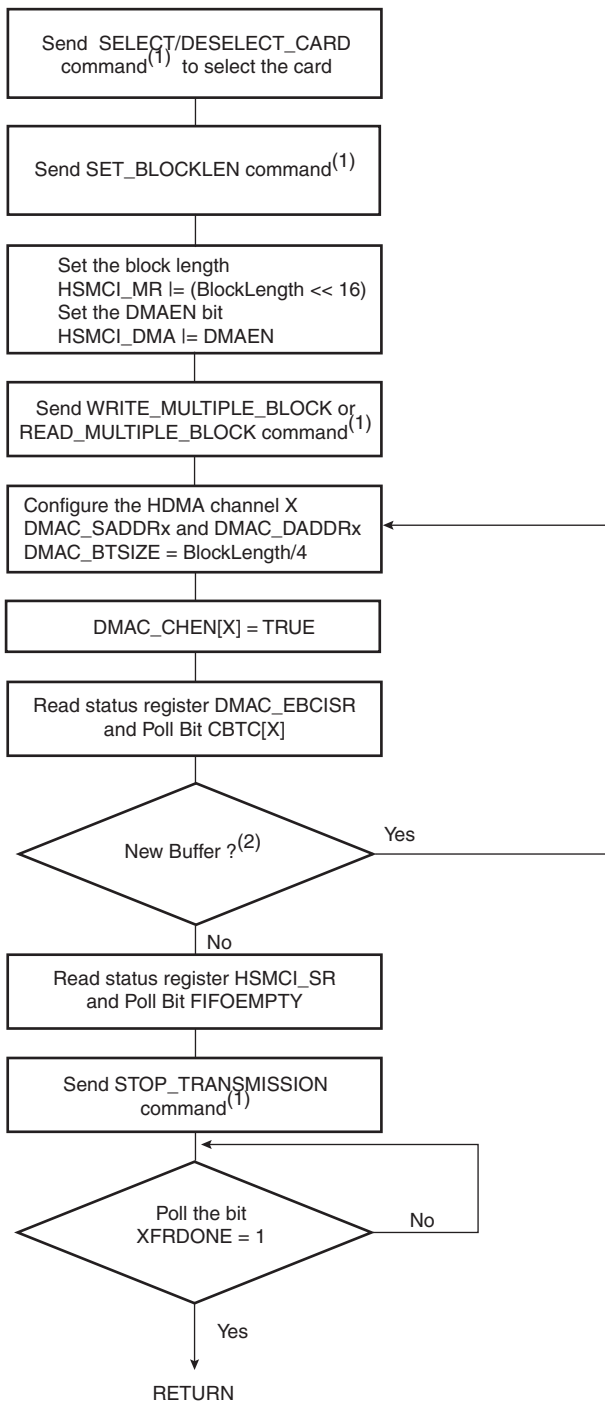 Send SELECT/DESELECT_CARD
command(1) to select the card
Send SET_BLOCKLEN command(1)
Set the block length
HSMCI_MR |= (BlockLength << 16)
Set the DMAEN bit
HSMCI_DMA |= DMAEN
Send WRITE_MULTIPLE_BLOCK or
READ_MULTIPLE_BLOCK command(1)
Configure the HDMA channel X
DMAC_SADDRx and DMAC_DADDRx
DMAC_BTSIZE = BlockLength/4
DMAC_CHEN[X] = TRUE
Read status register DMAC_EBCISR
and Poll Bit CBTC[X]
New Buffer ?(2)
Yes
No
Read status register HSMCI_SR
and Poll Bit FIFOEMPTY
Send STOP_TRANSMISSION
command(1)
Poll the bit
XFRDONE = 1
No
Yes
RETURN